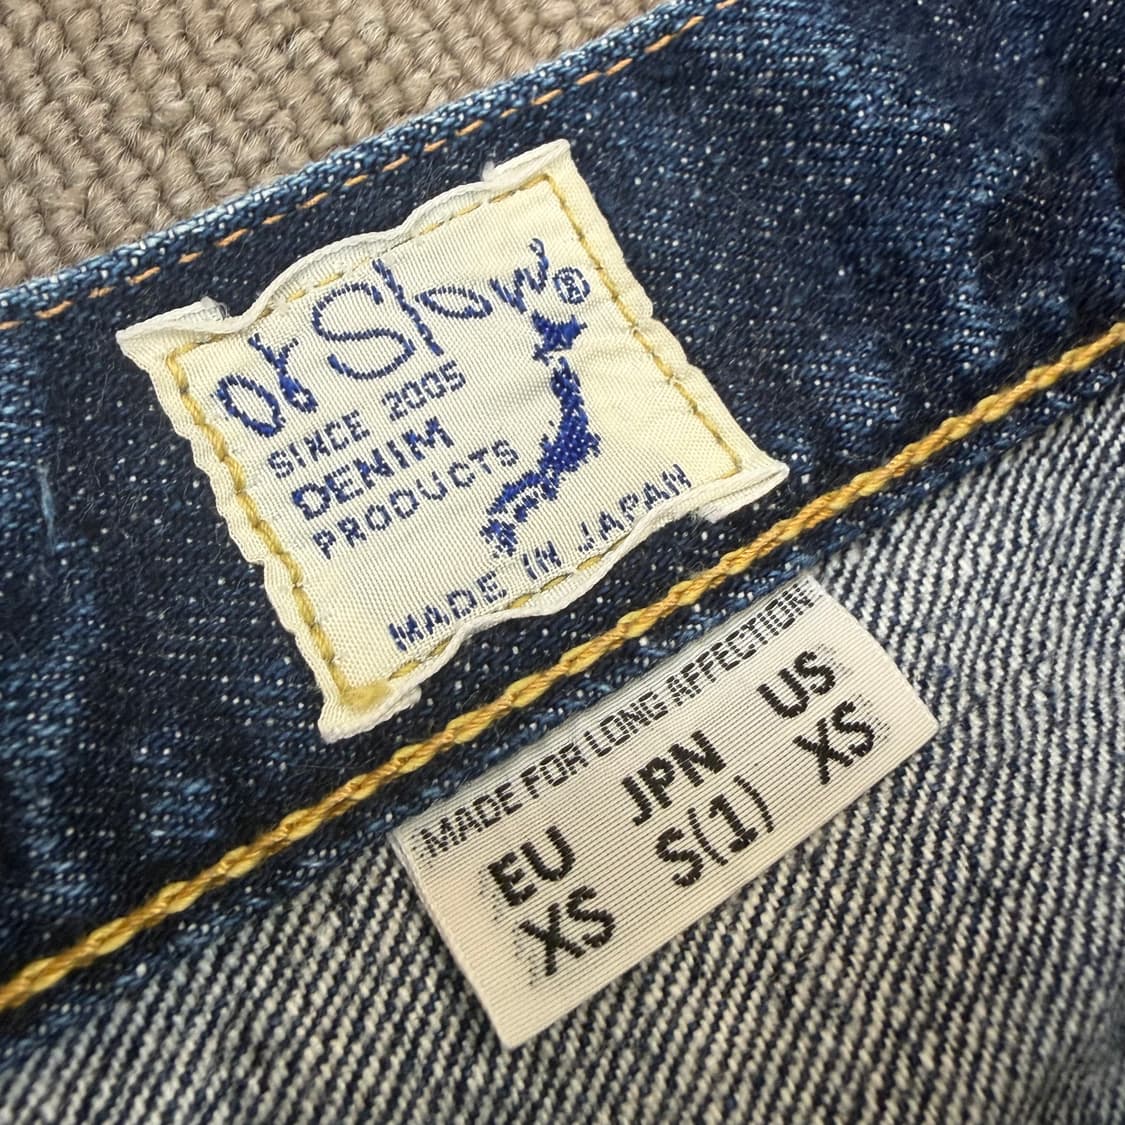 orSlow®
SINCE 2005
DENIM
PRODUCTS
MADE IN JAPAN
MADE FOR LONG AFFECTION
EU JPN US
XS S(1) XS